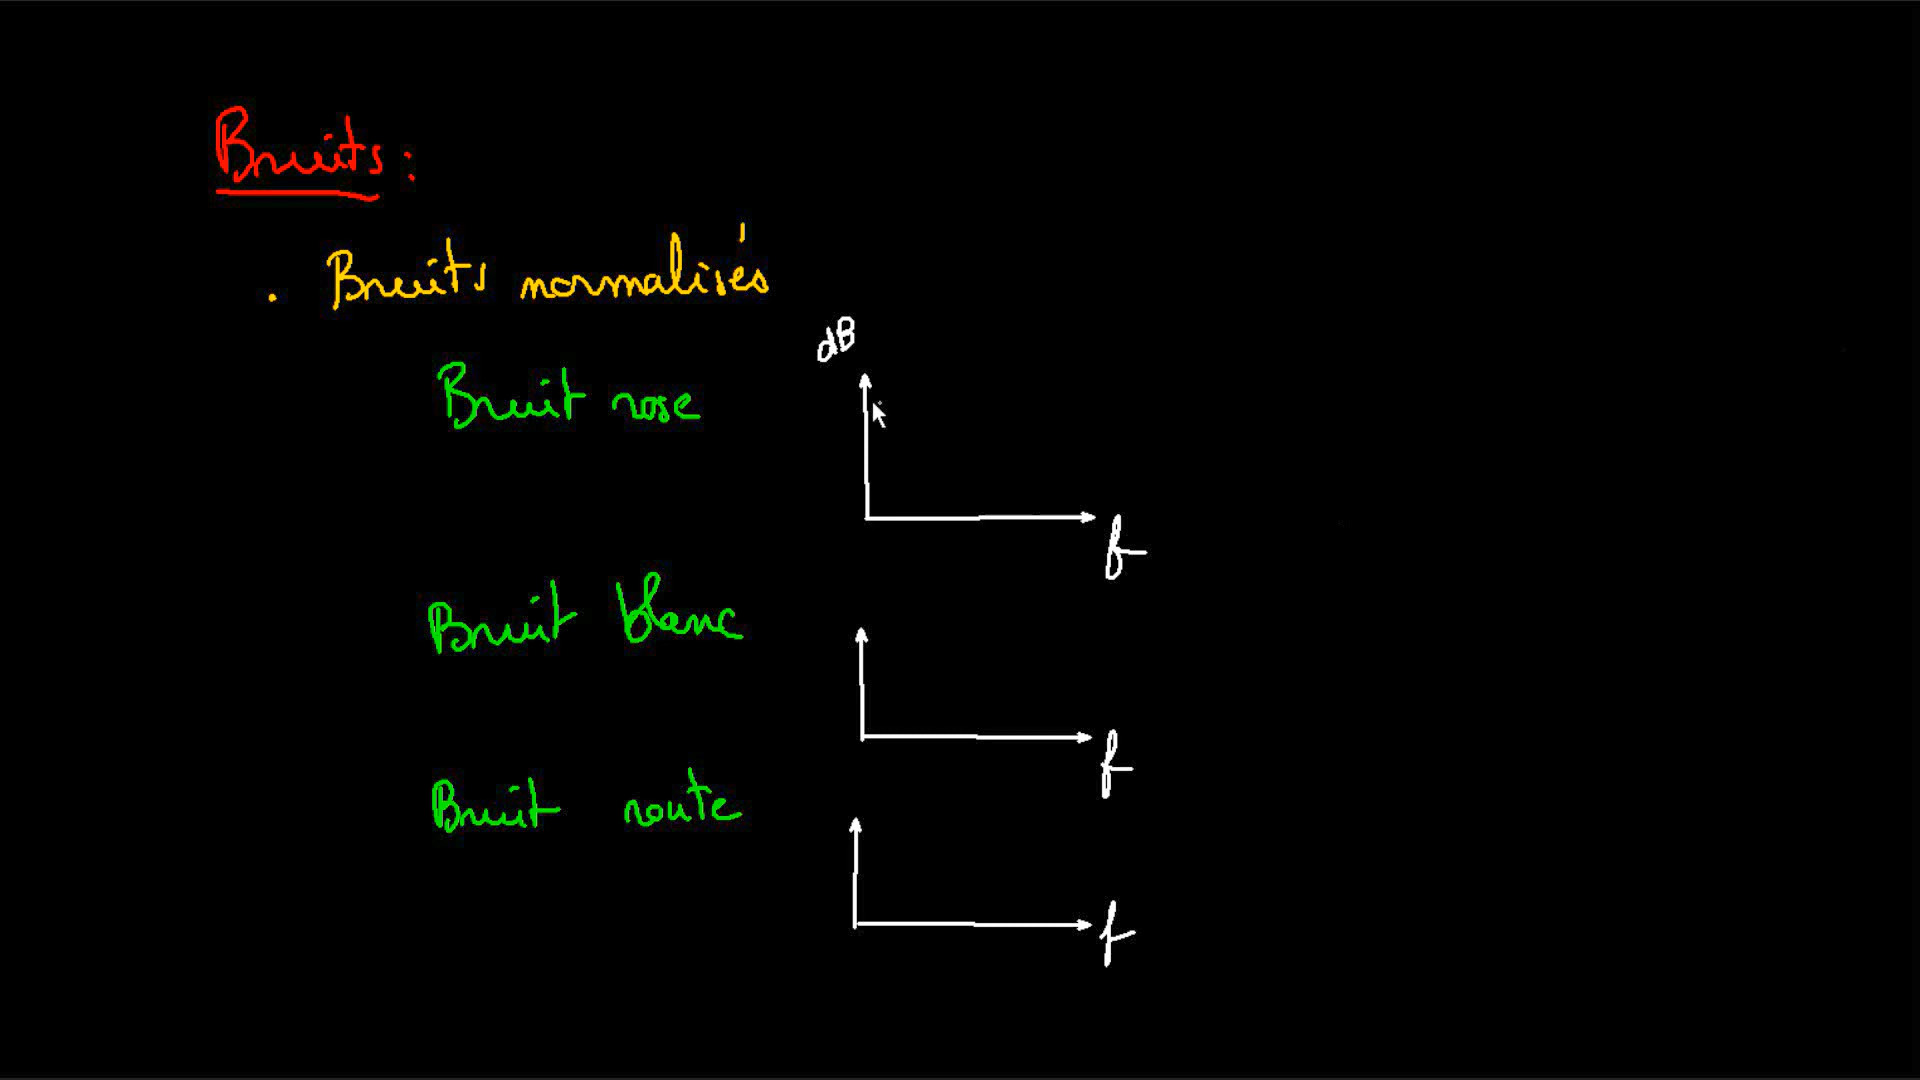 Bruits :
. Bruits normalisés
dB
Bruit rose
f
Bruit blanc
f
Bruit route
f